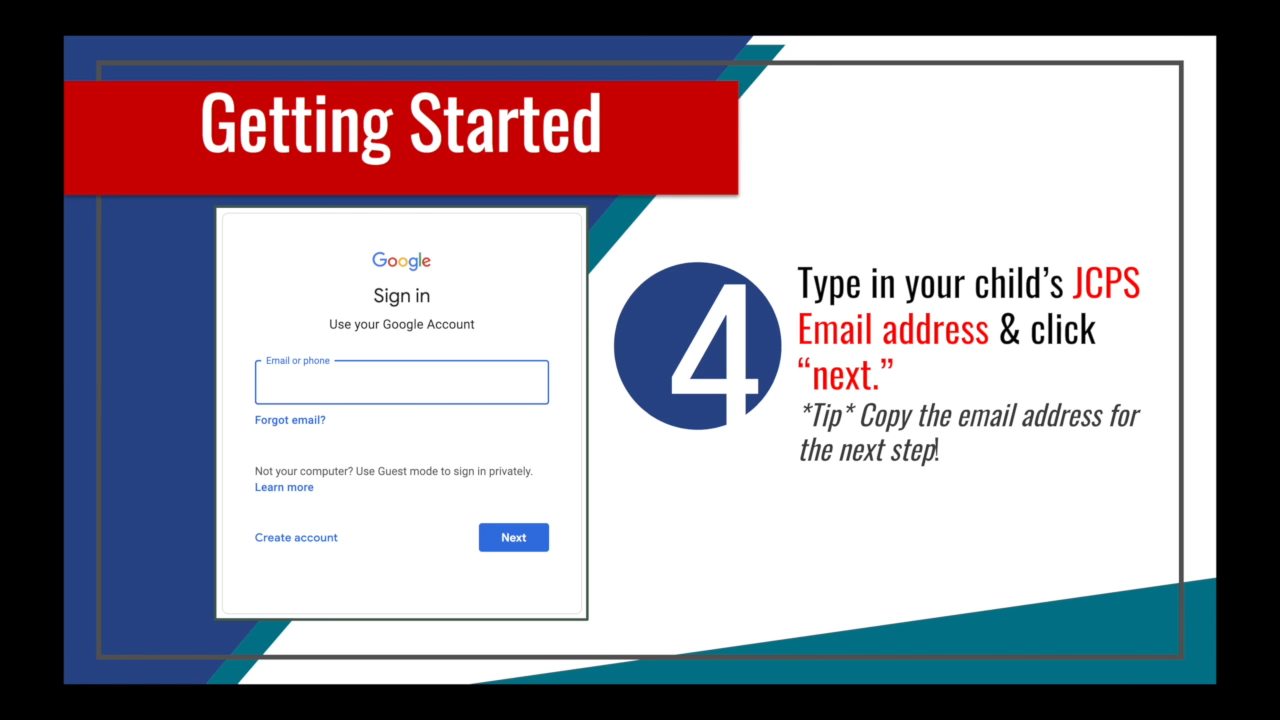 Getting Started
Google
Sign in
Use your Google Account
Email or phone
Forgot email?
Not your computer? Use Guest mode to sign in privately.
Learn more
Create account
Next
4
Type in your child’s JCPS
Email address & click
“next.”
*Tip* Copy the email address for
the next step!